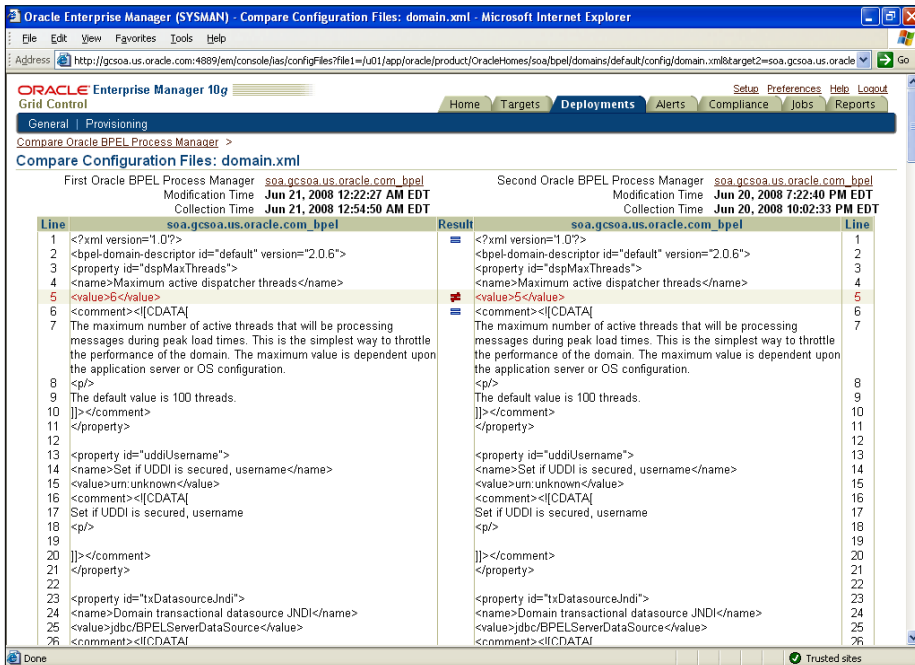 Oracle Enterprise Manager (SYSMAN) - Compare Configuration Files: domain.xml - Microsoft Internet Explorer
File Edit View Favorites Tools Help
Address http://gcsoa.us.oracle.com:4889/em/console/ias/configFiles?file1=/u01/app/oracle/product/OracleHomes/soa/bpel/domains/default/config/domain.xml&target2=soa.gcsoa.us.oracle Go
ORACLE Enterprise Manager 10g
Setup Preferences Help Logout
Grid Control
Home Targets Deployments Alerts Compliance Jobs Reports
General | Provisioning
Compare Oracle BPEL Process Manager >
Compare Configuration Files: domain.xml
First Oracle BPEL Process Manager soa.gcsoa.us.oracle.com_bpel Second Oracle BPEL Process Manager soa.gcsoa.us.oracle.com_bpel
Modification Time Jun 21, 2008 12:22:27 AM EDT Modification Time Jun 20, 2008 7:22:40 PM EDT
Collection Time Jun 21, 2008 12:54:50 AM EDT Collection Time Jun 20, 2008 10:02:33 PM EDT
Line soa.gcsoa.us.oracle.com_bpel Result soa.gcsoa.us.oracle.com_bpel Line
1 <?xml version='1.0'?> = <?xml version='1.0'?> 1
2 <bpel-domain-descriptor id="default" version="2.0.6"> <bpel-domain-descriptor id="default" version="2.0.6"> 2
3 <property id="dspMaxThreads"> <property id="dspMaxThreads"> 3
4 <name>Maximum active dispatcher threads</name> <name>Maximum active dispatcher threads</name> 4
5 <value>6</value> ≠ <value>5</value> 5
6 <comment><![CDATA[ = <comment><![CDATA[ 6
7 The maximum number of active threads that will be processing The maximum number of active threads that will be processing 7
messages during peak load times. This is the simplest way to throttle messages during peak load times. This is the simplest way to throttle
the performance of the domain. The maximum value is dependent upon the performance of the domain. The maximum value is dependent upon
the application server or OS configuration. the application server or OS configuration.
8 <p/> <p/> 8
9 The default value is 100 threads. The default value is 100 threads. 9
10 ]]></comment> ]]></comment> 10
11 </property> </property> 11
12 12
13 <property id="uddiUsername"> <property id="uddiUsername"> 13
14 <name>Set if UDDI is secured, username</name> <name>Set if UDDI is secured, username</name> 14
15 <value>urn:unknown</value> <value>urn:unknown</value> 15
16 <comment><![CDATA[ <comment><![CDATA[ 16
17 Set if UDDI is secured, username Set if UDDI is secured, username 17
18 <p/> <p/> 18
19 19
20 ]]></comment> ]]></comment> 20
21 </property> </property> 21
22 22
23 <property id="txDatasourceJndi"> <property id="txDatasourceJndi"> 23
24 <name>Domain transactional datasource JNDI</name> <name>Domain transactional datasource JNDI</name> 24
25 <value>jdbc/BPELServerDataSource</value> <value>jdbc/BPELServerDataSource</value> 25
26 <comment><![CDATA[ <comment><![CDATA[ 26
Done Trusted sites